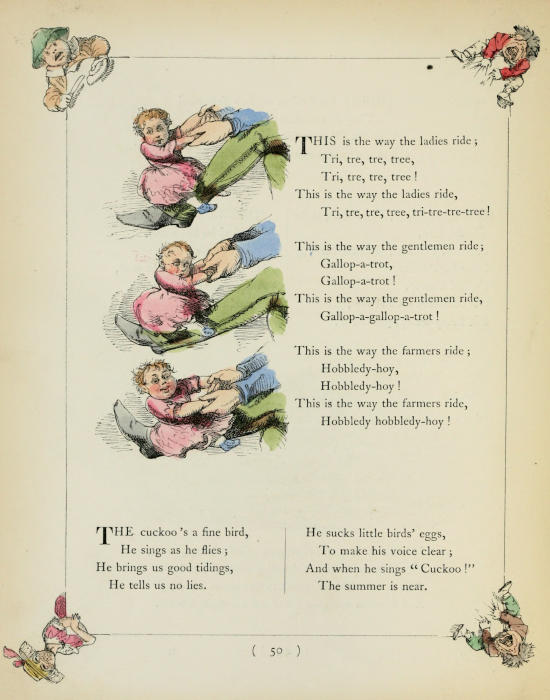 THIS is the way the ladies ride;
Tri, tre, tre, tree,
Tri, tre, tre, tree!
This is the way the ladies ride,
Tri, tre, tre, tree, tri-tre-tre-tree!
This is the way the gentlemen ride;
Gallop-a-trot,
Gallop-a-trot!
This is the way the gentlemen ride,
Gallop-a-gallop-a-trot!
This is the way the farmers ride;
Hobbledy-hoy,
Hobbledy-hoy!
This is the way the farmers ride,
Hobbledy hobbledy-hoy!
THE cuckoo's a fine bird,
He sings as he flies;
He brings us good tidings,
He tells us no lies.
He sucks little birds' eggs,
To make his voice clear;
And when he sings "Cuckoo!"
The summer is near.
( 50 )